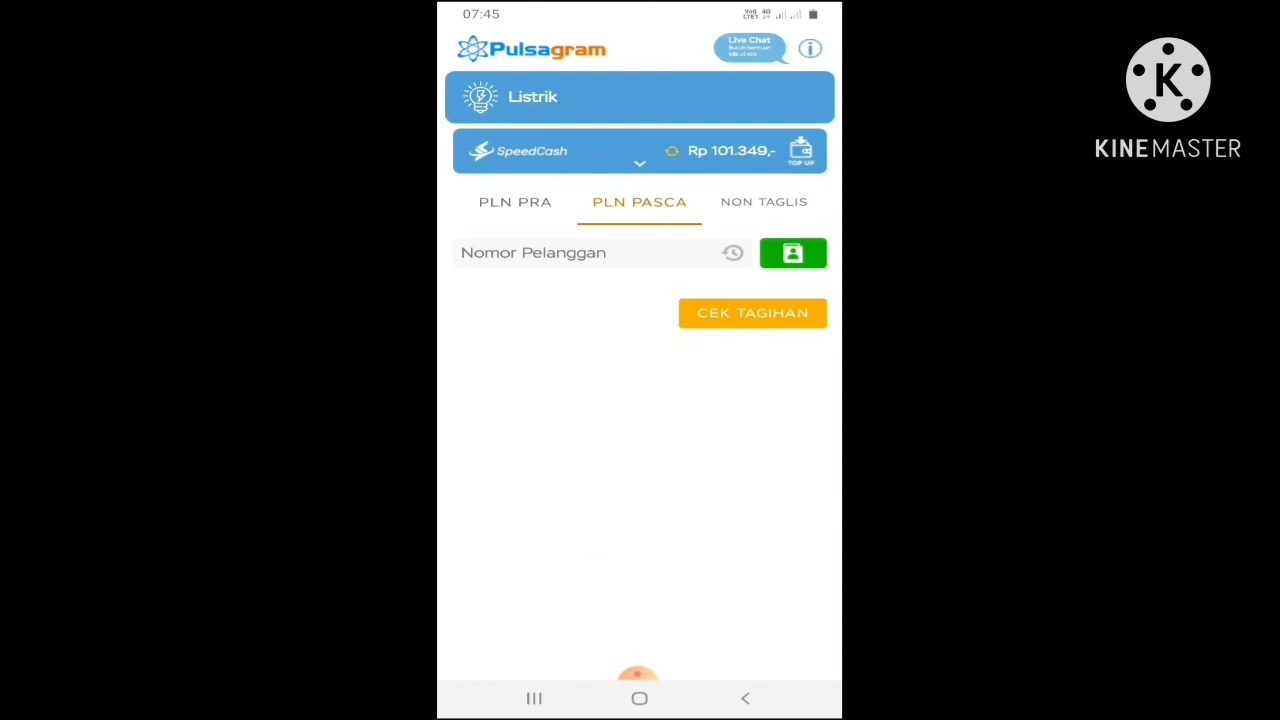 07:45
Pulsagram
Live Chat
Listrik
SpeedCash
Rp 101.349,-
TOP UP
PLN PRA
PLN PASCA
NON TAGLIS
Nomor Pelanggan
CEK TAGIHAN
K
KINEMASTER